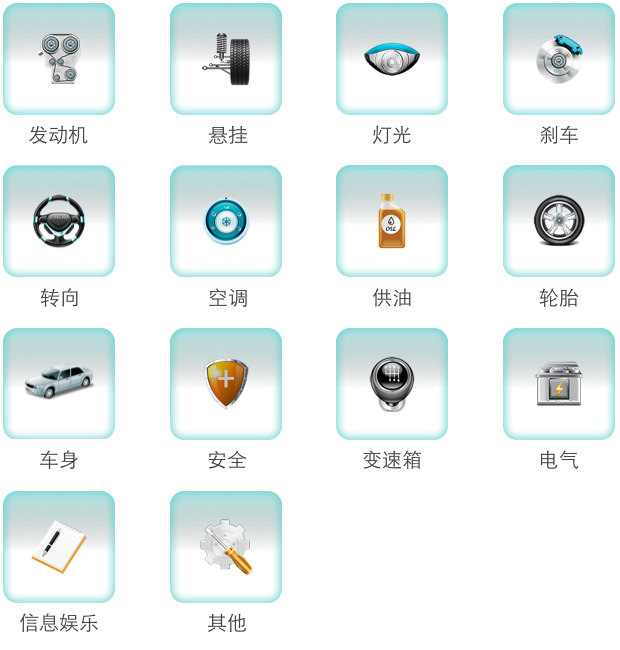 发动机
悬挂
灯光
刹车
转向
空调
OIL
供油
轮胎
车身
安全
变速箱
电气
信息娱乐
其他